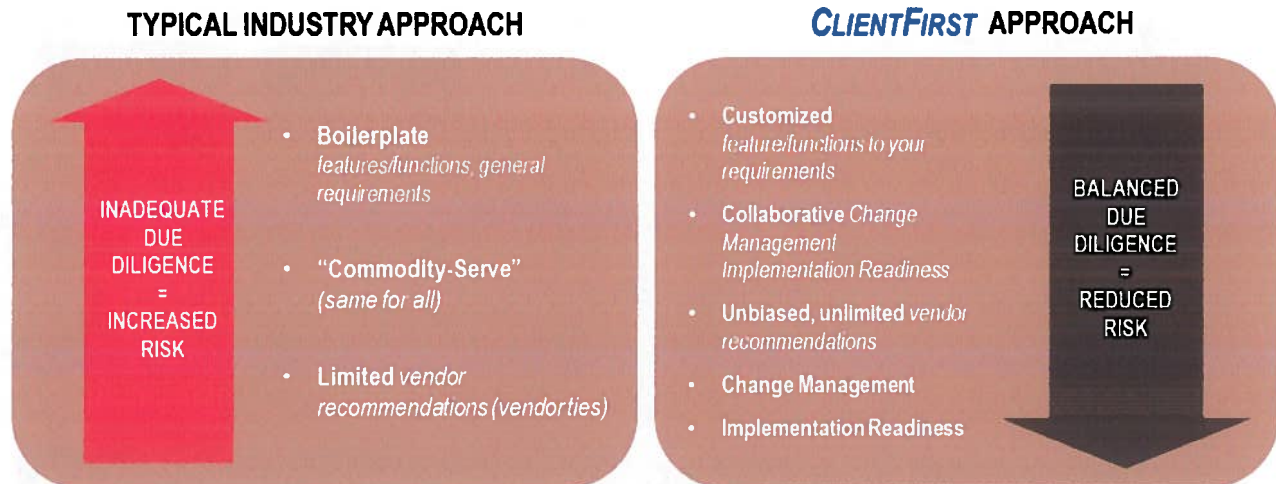 TYPICAL INDUSTRY APPROACH
INADEQUATE
DUE
DILIGENCE
=
INCREASED
RISK
• Boilerplate
features/functions, general
requirements
• “Commodity-Serve”
(same for all)
• Limited vendor
recommendations (vendor ties)
CLIENTFIRST APPROACH
• Customized
feature/functions to your
requirements
• Collaborative Change
Management
Implementation Readiness
• Unbiased, unlimited vendor
recommendations
• Change Management
• Implementation Readiness
BALANCED
DUE
DILIGENCE
=
REDUCED
RISK